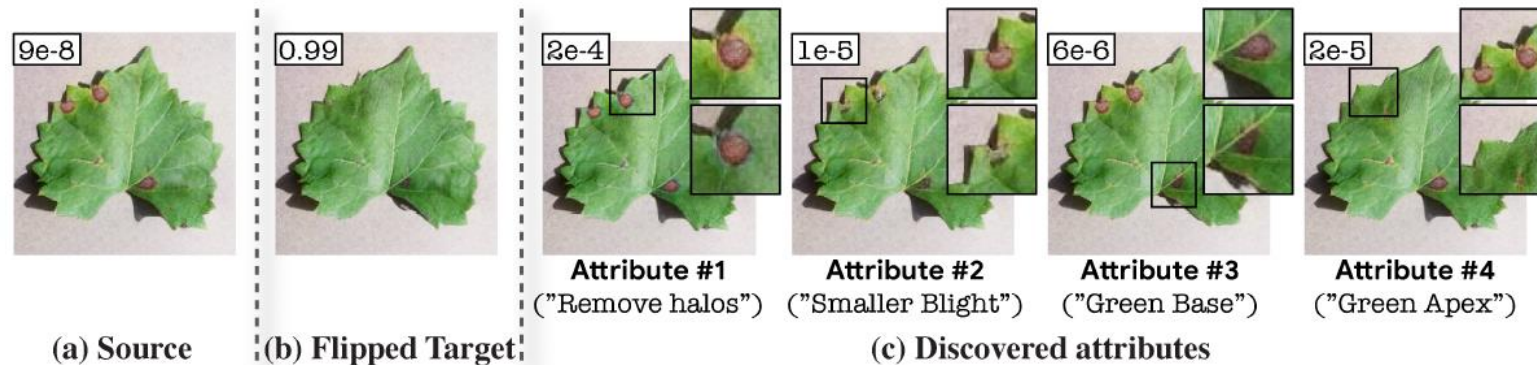 9e-8
0.99
2e-4
1e-5
6e-6
2e-5
Attribute #1
("Remove halos")
Attribute #2
("Smaller Blight")
Attribute #3
("Green Base")
Attribute #4
("Green Apex")
(a) Source
(b) Flipped Target
(c) Discovered attributes